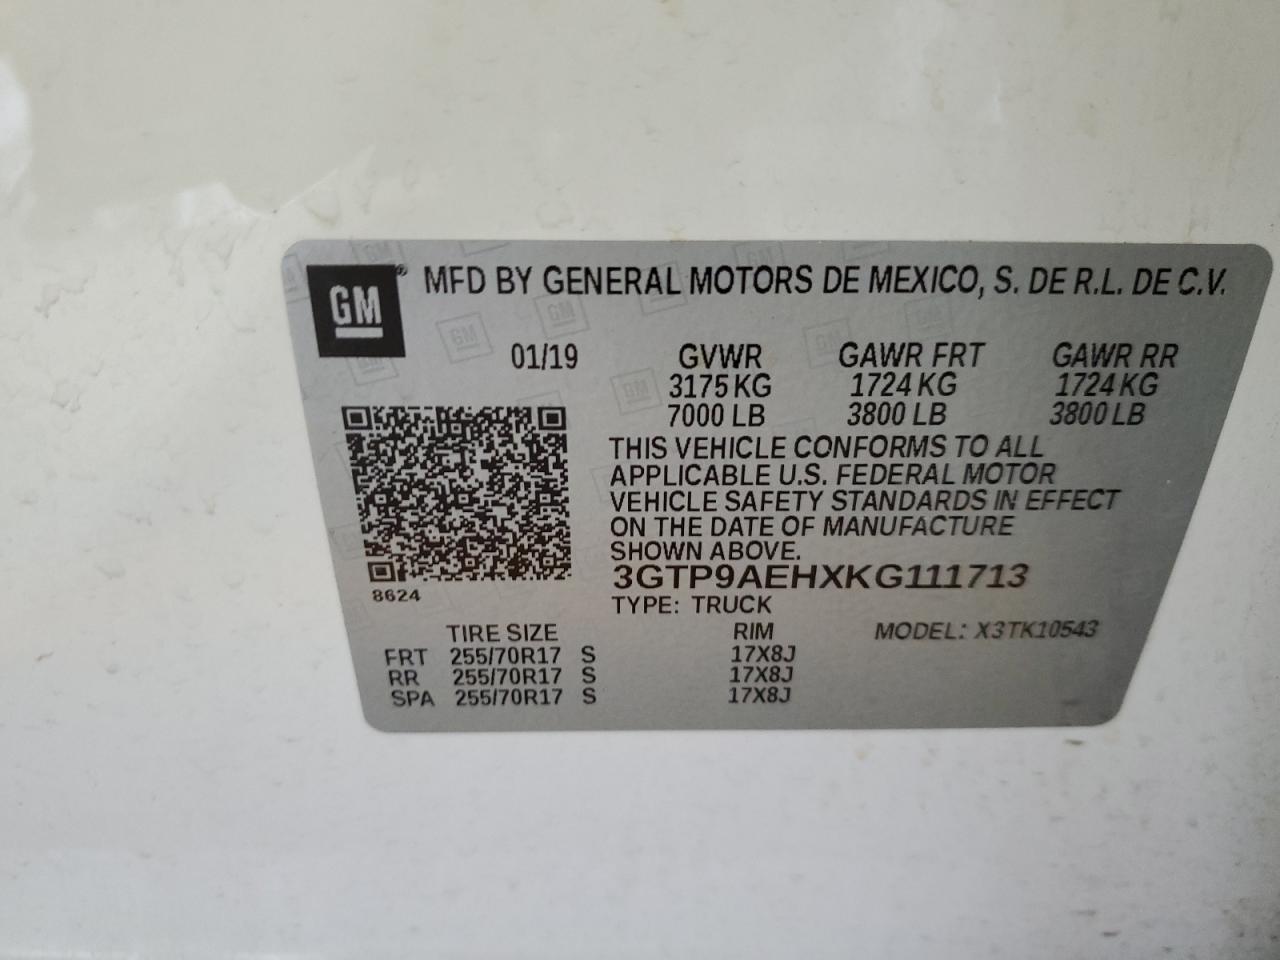 GM®
MFD BY GENERAL MOTORS DE MEXICO, S. DE R.L. DE C.V.
01/19 GVWR GAWR FRT GAWR RR
3175 KG 1724 KG 1724 KG
7000 LB 3800 LB 3800 LB
THIS VEHICLE CONFORMS TO ALL
APPLICABLE U.S. FEDERAL MOTOR
VEHICLE SAFETY STANDARDS IN EFFECT
ON THE DATE OF MANUFACTURE
SHOWN ABOVE.
3GTP9AEHXKG111713
8624
TYPE: TRUCK
TIRE SIZE RIM MODEL: X3TK10543
FRT 255/70R17 S 17X8J
RR 255/70R17 S 17X8J
SPA 255/70R17 S 17X8J